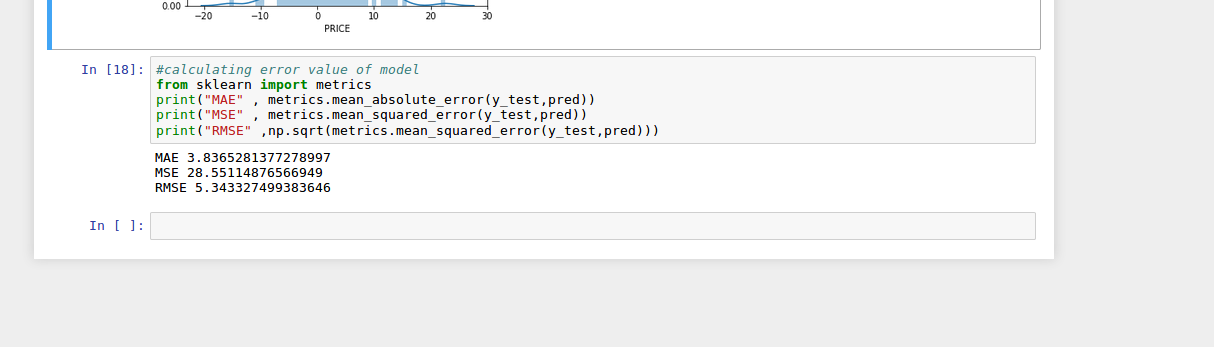 0.00
−20 −10 0 10 20 30
PRICE
In [18]:
#calculating error value of model
from sklearn import metrics
print("MAE" , metrics.mean_absolute_error(y_test,pred))
print("MSE" , metrics.mean_squared_error(y_test,pred))
print("RMSE" ,np.sqrt(metrics.mean_squared_error(y_test,pred)))
MAE 3.8365281377278997
MSE 28.55114876566949
RMSE 5.343327499383646
In [ ]: